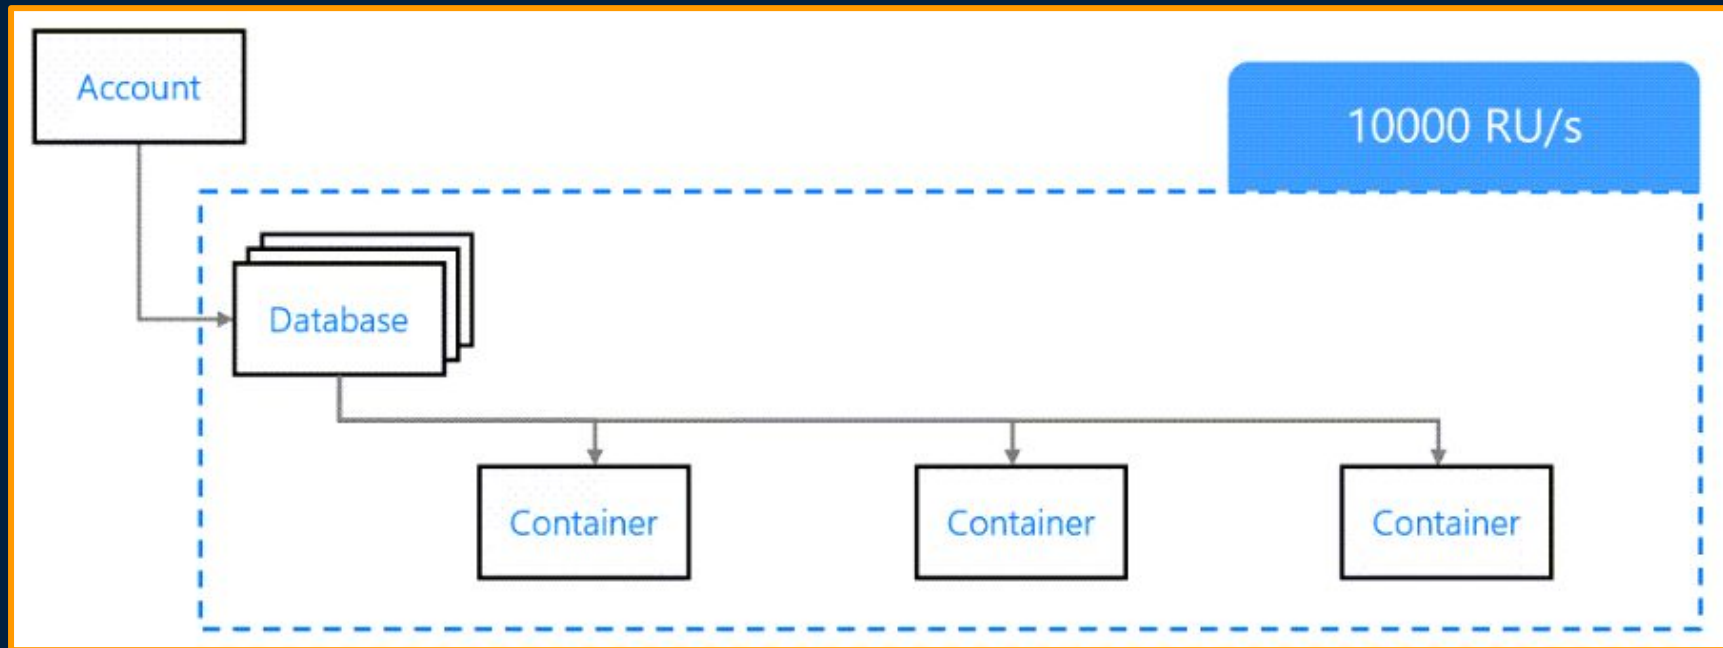 Account
10000 RU/s
Database
Container
Container
Container